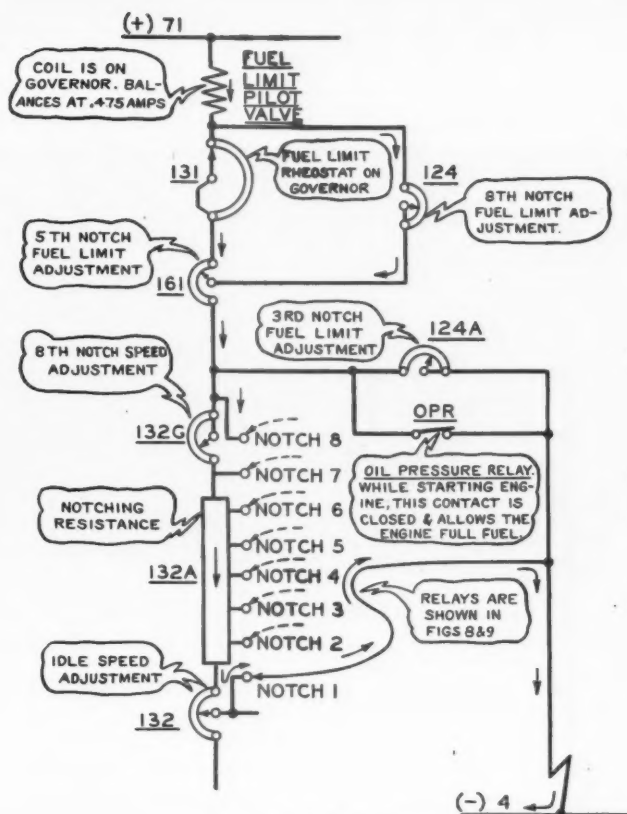 (+) 71
COIL IS ON
GOVERNOR. BAL-
ANCES AT .475 AMPS
FUEL
LIMIT
PILOT
VALVE
131
FUEL LIMIT
RHEOSTAT ON
GOVERNOR
124
8TH NOTCH
FUEL LIMIT AD-
JUSTMENT.
5TH NOTCH
FUEL LIMIT
ADJUSTMENT
161
3RD NOTCH
FUEL LIMIT
ADJUSTMENT
124A
8TH NOTCH SPEED
ADJUSTMENT
132G
OPR
NOTCH 8
NOTCH 7
OIL PRESSURE RELAY.
WHILE STARTING EN-
GINE, THIS CONTACT IS
CLOSED & ALLOWS THE
ENGINE FULL FUEL.
NOTCHING
RESISTANCE
NOTCH 6
NOTCH 5
132A
NOTCH 4
NOTCH 3
NOTCH 2
RELAYS ARE
SHOWN IN
FIGS 8&9
IDLE SPEED
ADJUSTMENT
NOTCH 1
132
(-) 4